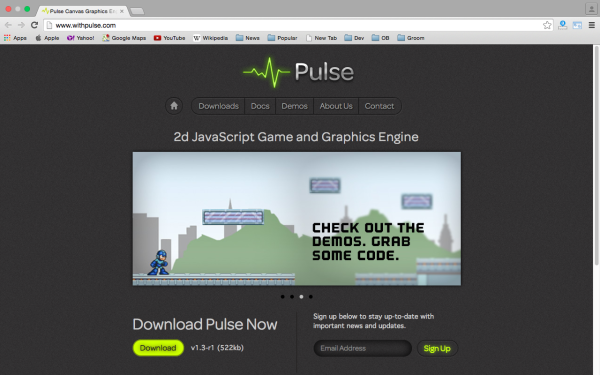 Pulse Canvas Graphics En
www.withpulse.com
Apps
Apple
Yahoo!
Google Maps
YouTube
Wikipedia
News
Popular
New Tab
Dev
OB
Groom
Pulse
Downloads
Docs
Demos
About Us
Contact
2d JavaScript Game and Graphics Engine
CHECK OUT THE
DEMOS. GRAB
SOME CODE.
Download Pulse Now
Download
v1.3-r1 (522kb)
Sign up below to stay up-to-date with
important news and updates.
Email Address
Sign Up